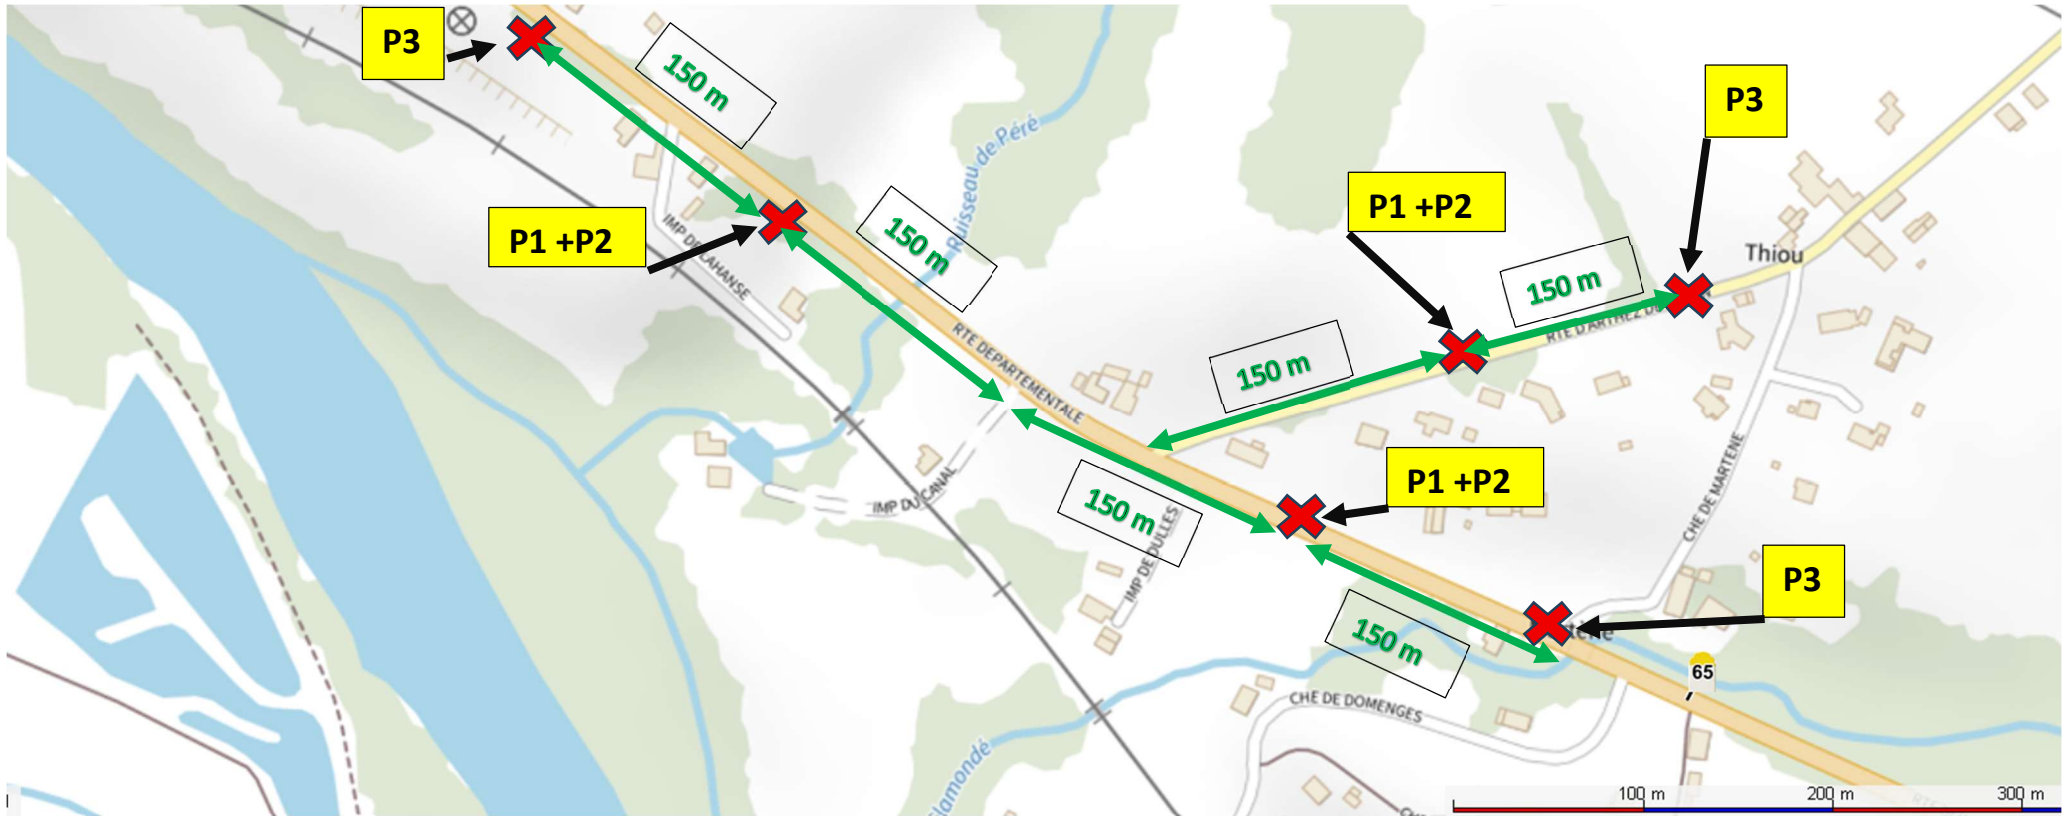 P3
150 m
P3
Ruisseau de Péré
P1 +P2
P1 +P2
150 m
IMP DE LAHANSE
Thiou
150 m
RTE D'ARTHEZ DE
150 m
RTE DEPARTEMENTALE
P1 +P2
IMP DU CANAL
150 m
IMP DE DULLES
CHE DE MARTENE
P3
150 m
65
CHE DE DOMENGES
100 m
200 m
300 m